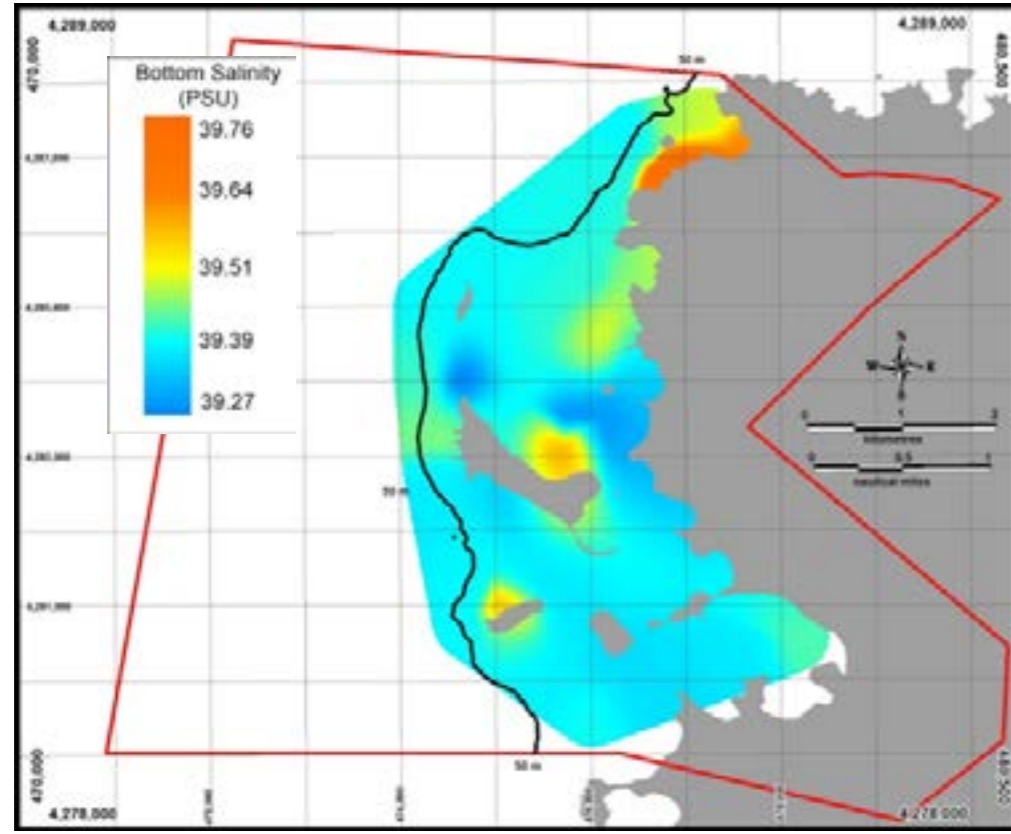 4,289,000
4,289,000
470,000
480,500
50 m
Bottom Salinity
(PSU)
39.76
39.64
39.51
39.39
39.27
N
W
E
S
0
1
2
kilometres
0
0.5
1
nautical miles
50 m
50 m
470,000
480,500
4,278,000
4,278,000